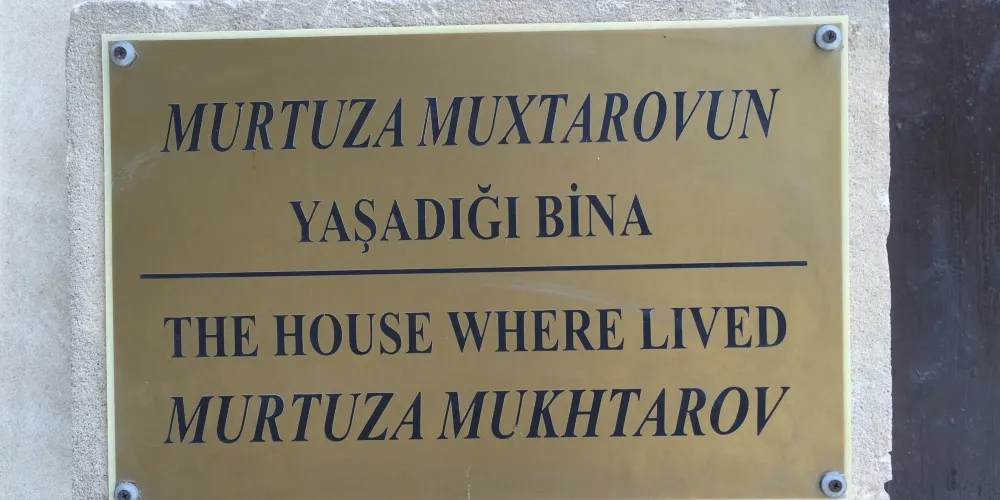 MURTUZA MUXTAROVUN
YAŞADIĞI BİNA
THE HOUSE WHERE LIVED
MURTUZA MUKHTAROV